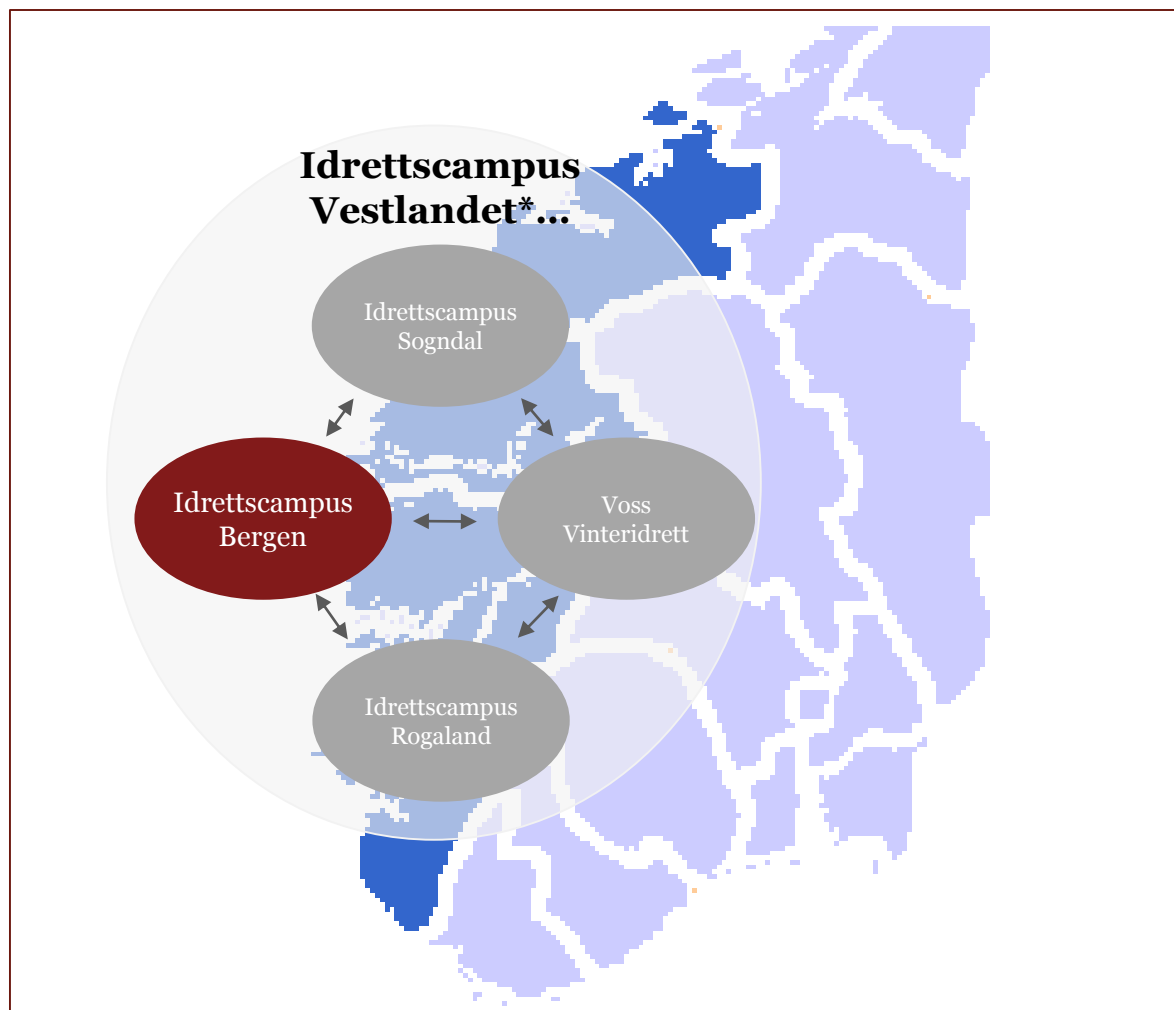 Idrettscampus
Vestlandet*...
Idrettscampus
Sogndal
Idrettscampus
Bergen
Voss
Vinteridrett
Idrettscampus
Rogaland